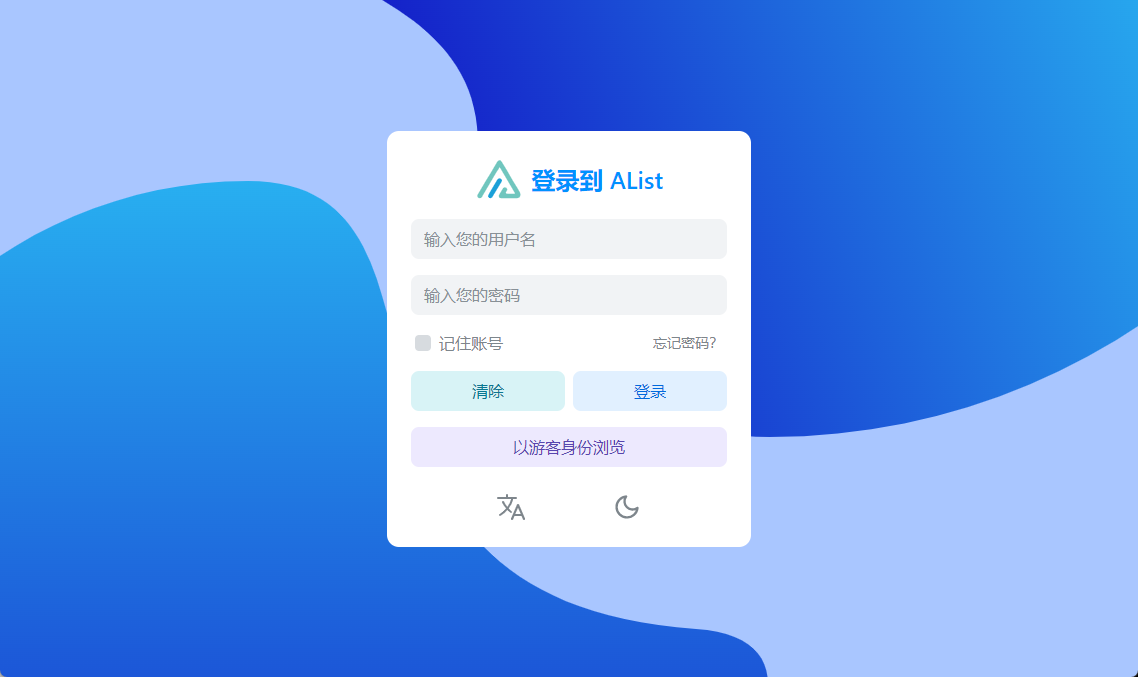 登录到 AList
输入您的用户名
输入您的密码
记住账号 忘记密码？
清除 登录
以游客身份浏览